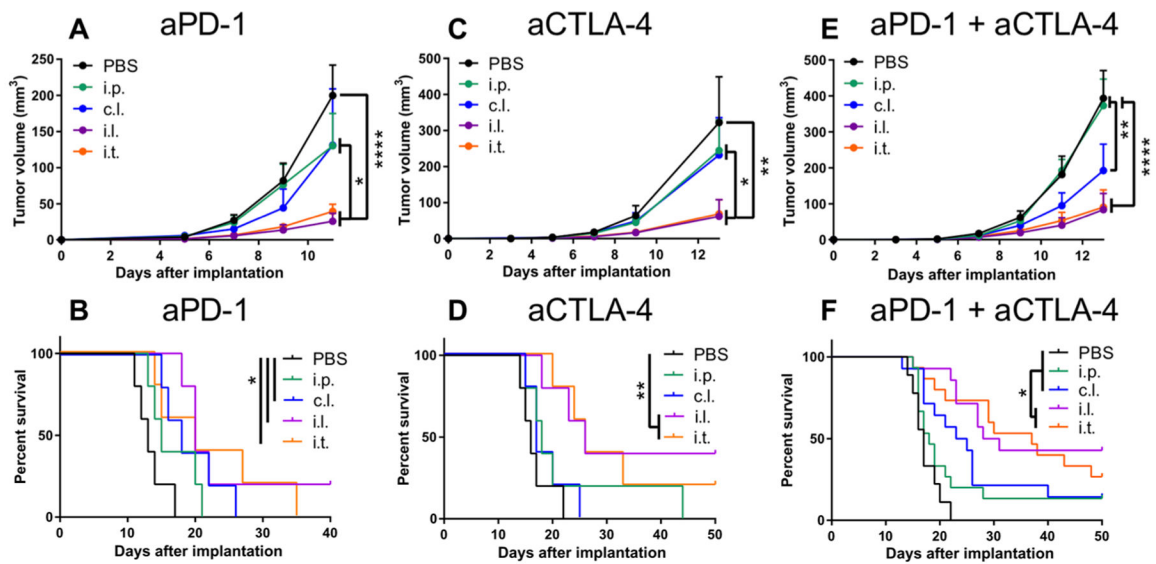 A aPD-1
Tumor volume (mm³)
250
200
150
100
50
0
PBS
i.p.
c.l.
i.l.
i.t.
*
****
0 2 4 6 8 10
Days after implantation
C aCTLA-4
Tumor volume (mm³)
500
400
300
200
100
0
PBS
i.p.
c.l.
i.l.
i.t.
*
**
0 2 4 6 8 10 12
Days after implantation
E aPD-1 + aCTLA-4
Tumor volume (mm³)
500
400
300
200
100
0
PBS
i.p.
c.l.
i.l.
i.t.
**
****
0 2 4 6 8 10 12
Days after implantation
B aPD-1
Percent survival
100
50
0
*
PBS
i.p.
c.l.
i.l.
i.t.
0 10 20 30 40
Days after implantation
D aCTLA-4
Percent survival
100
50
0
**
PBS
i.p.
c.l.
i.l.
i.t.
0 10 20 30 40 50
Days after implantation
F aPD-1 + aCTLA-4
Percent survival
100
50
0
*
PBS
i.p.
c.l.
i.l.
i.t.
0 10 20 30 40 50
Days after implantation